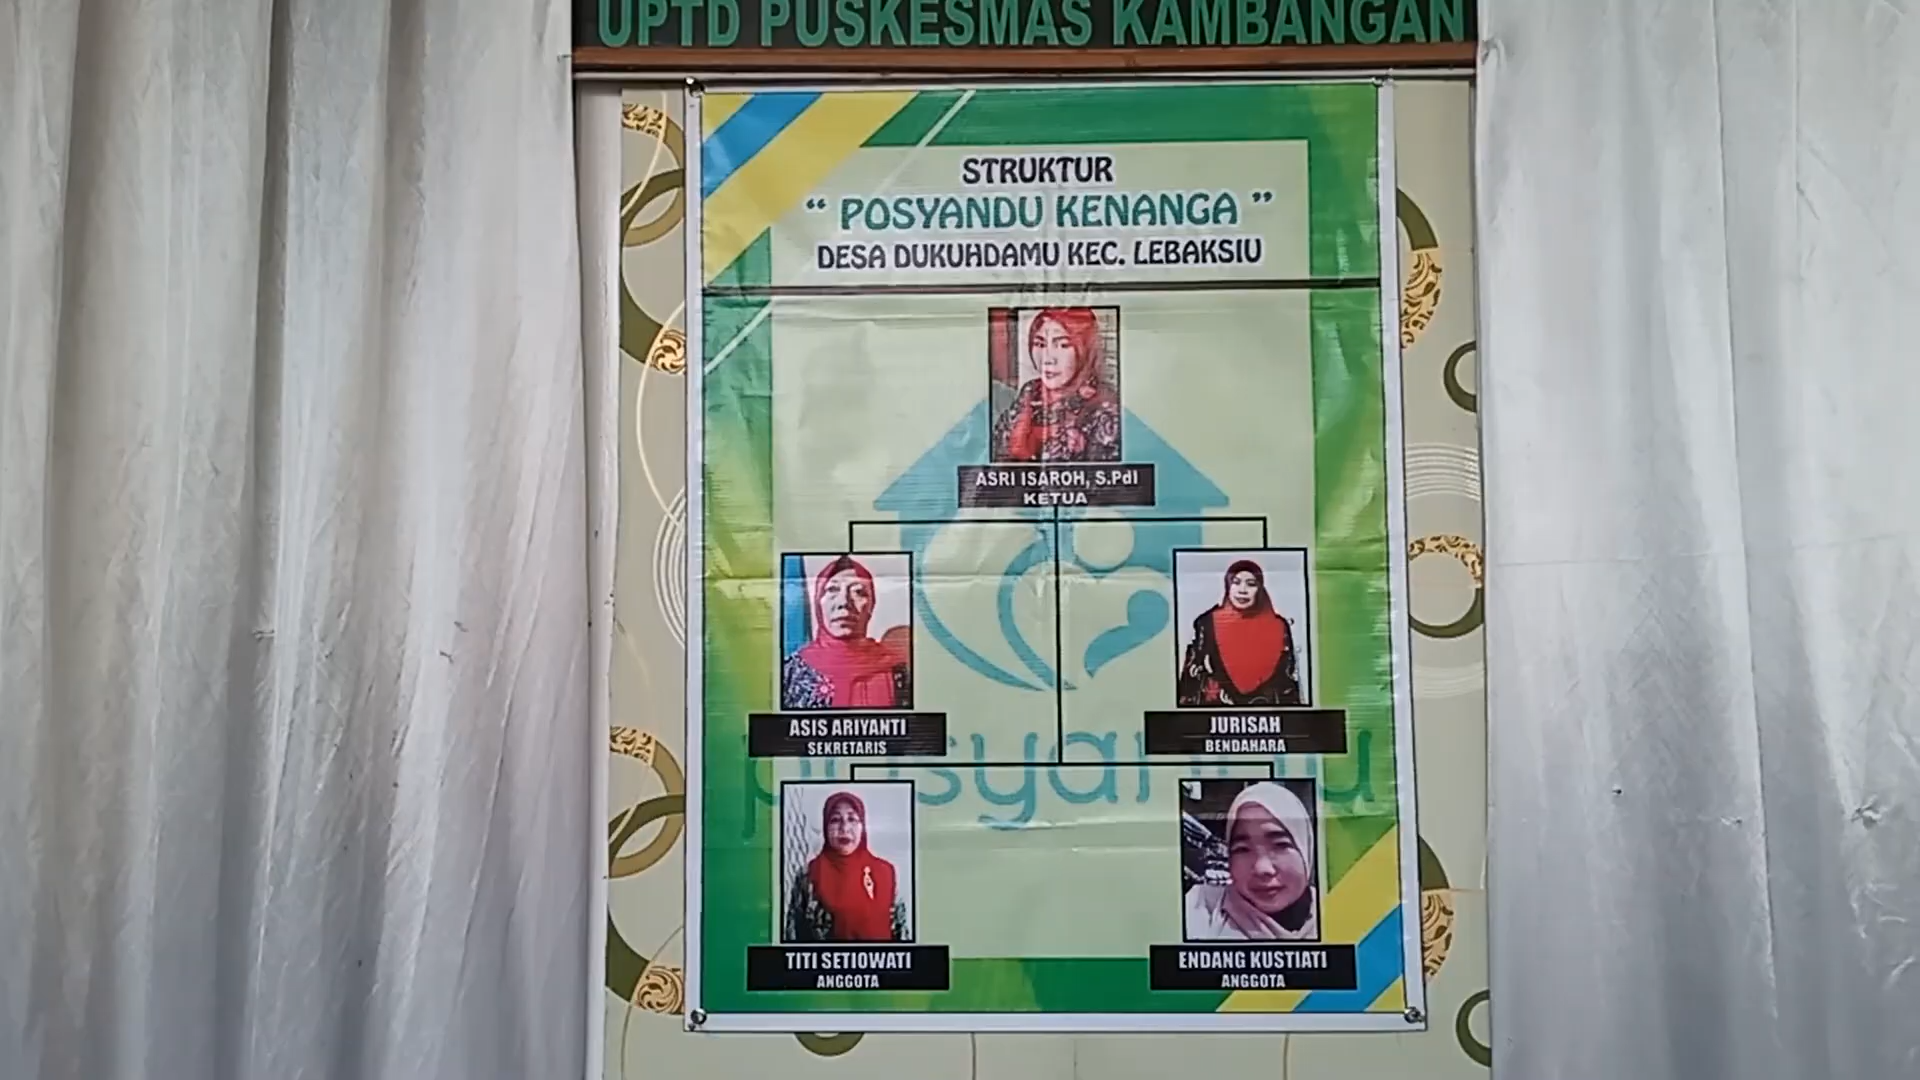 UPTD PUSKESMAS KAMBANGAN
STRUKTUR
“ POSYANDU KENANGA ”
DESA DUKUHDAMU KEC. LEBAKSIU
ASRI ISAROH, S.PdI
KETUA
ASIS ARIYANTI
SEKRETARIS
JURISAH
BENDAHARA
posyandu
TITI SETIOWATI
ANGGOTA
ENDANG KUSTIATI
ANGGOTA